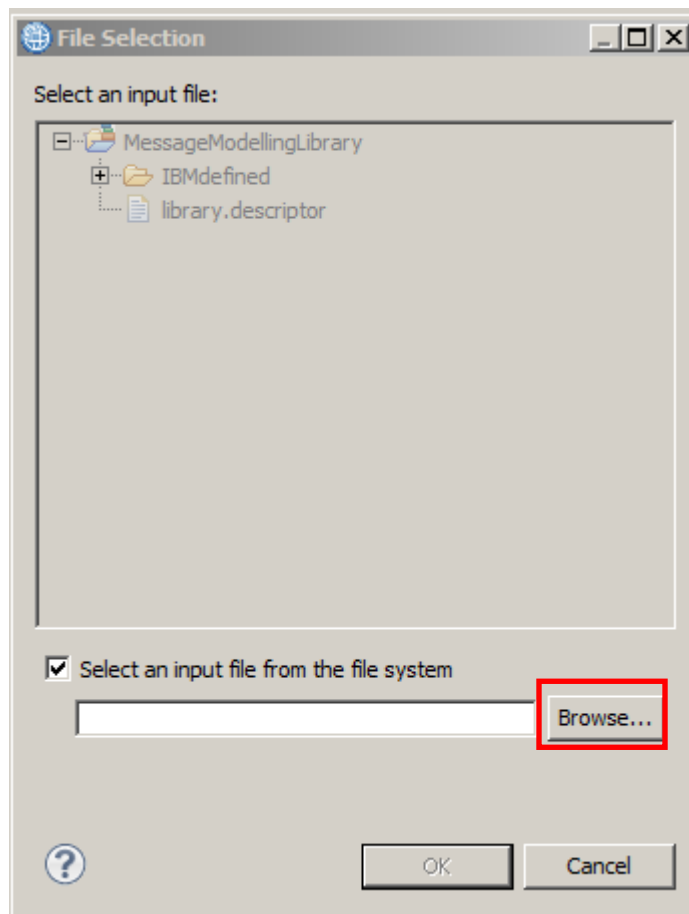 File Selection
Select an input file:
MessageModellingLibrary
IBMdefined
library.descriptor
Select an input file from the file system
Browse...
?
OK
Cancel